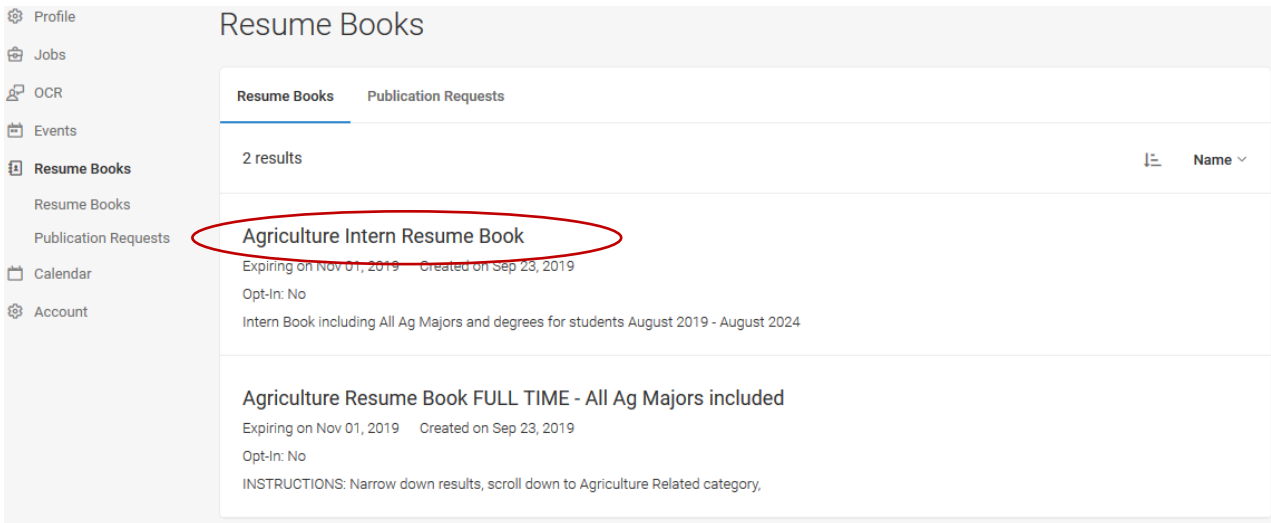 Profile
Jobs
OCR
Events
Resume Books
Resume Books
Publication Requests
Calendar
Account
Resume Books
Resume Books Publication Requests
2 results Name
Agriculture Intern Resume Book
Expiring on Nov 01, 2019 Created on Sep 23, 2019
Opt-In: No
Intern Book including All Ag Majors and degrees for students August 2019 - August 2024
Agriculture Resume Book FULL TIME - All Ag Majors included
Expiring on Nov 01, 2019 Created on Sep 23, 2019
Opt-In: No
INSTRUCTIONS: Narrow down results, scroll down to Agriculture Related category,